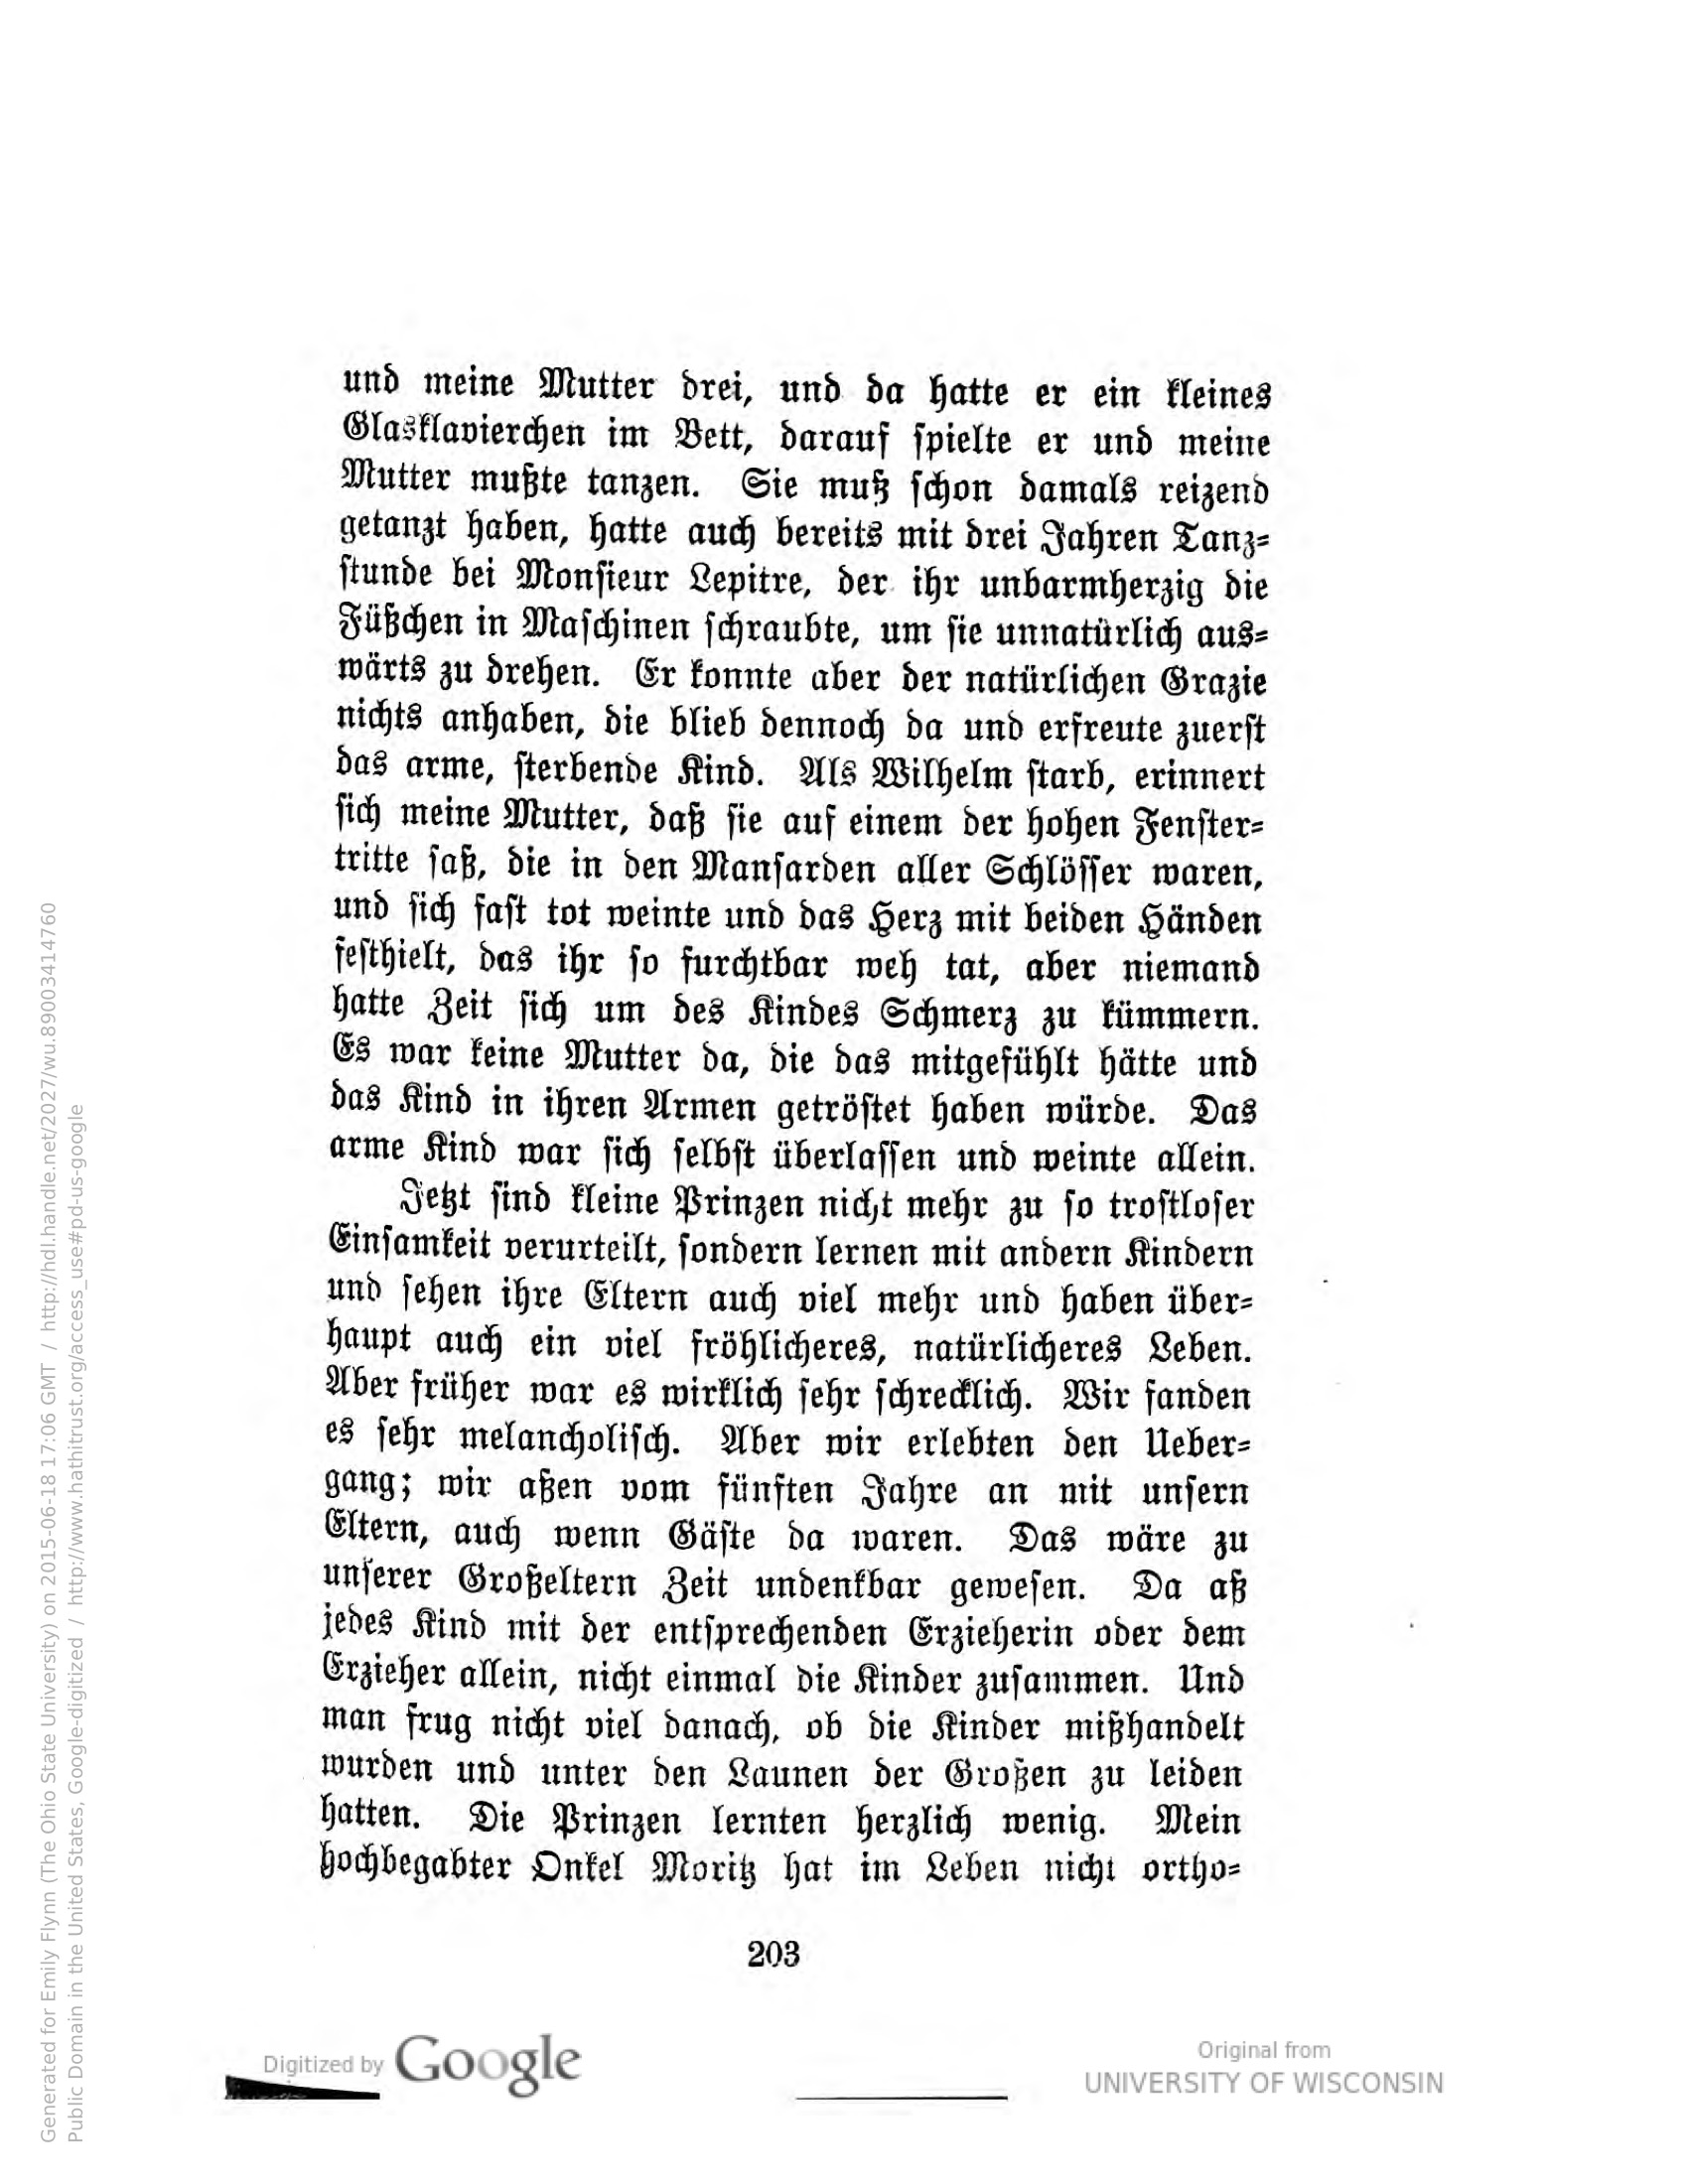 und meine Mutter drei, und da hatte er ein kleines
Glasklavierchen im Bett, darauf spielte er und meine
Mutter mußte tanzen. Sie muß schon damals reizend
getanzt haben, hatte auch bereits mit drei Jahren Tanz-
stunde bei Monsieur Lepitre, der ihr unbarmherzig die
Füßchen in Maschinen schraubte, um sie unnatürlich aus-
wärts zu drehen. Er konnte aber der natürlichen Grazie
nichts anhaben, die blieb dennoch da und erfreute zuerst
das arme, sterbende Kind. Als Wilhelm starb, erinnert
sich meine Mutter, daß sie auf einem der hohen Fenster-
tritte saß, die in den Mansarden aller Schlösser waren,
und sich fast tot weinte und das Herz mit beiden Händen
festhielt, das ihr so furchtbar weh tat, aber niemand
hatte Zeit sich um des Kindes Schmerz zu kümmern.
Es war keine Mutter da, die das mitgefühlt hätte und
das Kind in ihren Armen getröstet haben würde. Das
arme Kind war sich selbst überlassen und weinte allein.
Jetzt sind kleine Prinzen nicht mehr zu so trostloser
Einsamkeit verurteilt, sondern lernen mit andern Kindern
und sehen ihre Eltern auch viel mehr und haben über-
haupt auch ein viel fröhlicheres, natürlicheres Leben.
Aber früher war es wirklich sehr schrecklich. Wir fanden
es sehr melancholisch. Aber wir erlebten den Ueber-
gang; wir aßen vom fünften Jahre an mit unsern
Eltern, auch wenn Gäste da waren. Das wäre zu
unserer Großeltern Zeit undenkbar gewesen. Da aß
jedes Kind mit der entsprechenden Erzieherin oder dem
Erzieher allein, nicht einmal die Kinder zusammen. Und
man frug nicht viel danach, ob die Kinder mißhandelt
wurden und unter den Launen der Großen zu leiden
hatten. Die Prinzen lernten herzlich wenig. Mein
hochbegabter Onkel Moritz hat im Leben nicht ortho-
203
Digitized by Google
Original from
UNIVERSITY OF WISCONSIN
Generated for Emily Flynn (The Ohio State University) on 2015-06-18 17:06 GMT / http://hdl.handle.net/2027/wu.89003414760
Public Domain in the United States, Google-digitized / http://www.hathitrust.org/access_use#pd-us-google